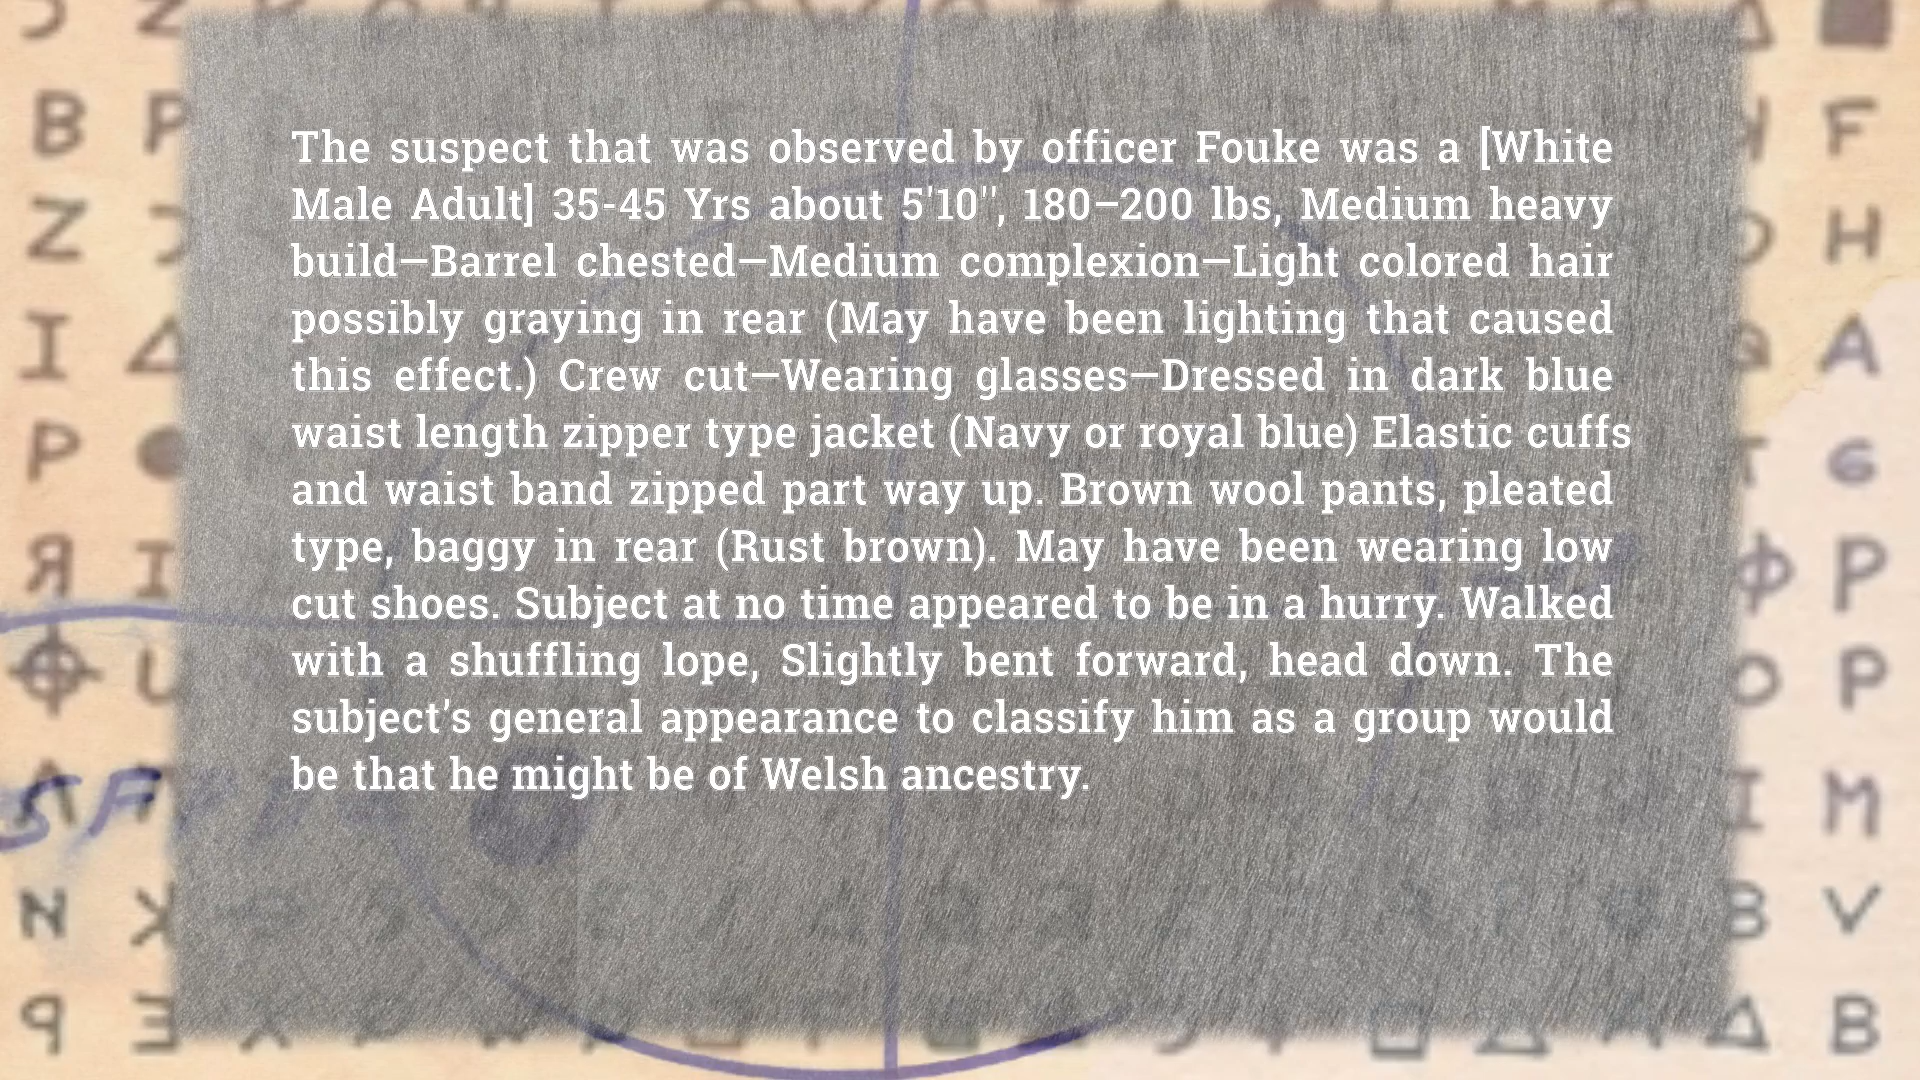 The suspect that was observed by officer Fouke was a [White
Male Adult] 35-45 Yrs about 5'10", 180–200 lbs, Medium heavy
build—Barrel chested—Medium complexion—Light colored hair
possibly graying in rear (May have been lighting that caused
this effect.) Crew cut—Wearing glasses—Dressed in dark blue
waist length zipper type jacket (Navy or royal blue) Elastic cuffs
and waist band zipped part way up. Brown wool pants, pleated
type, baggy in rear (Rust brown). May have been wearing low
cut shoes. Subject at no time appeared to be in a hurry. Walked
with a shuffling lope, Slightly bent forward, head down. The
subject’s general appearance to classify him as a group would
be that he might be of Welsh ancestry.